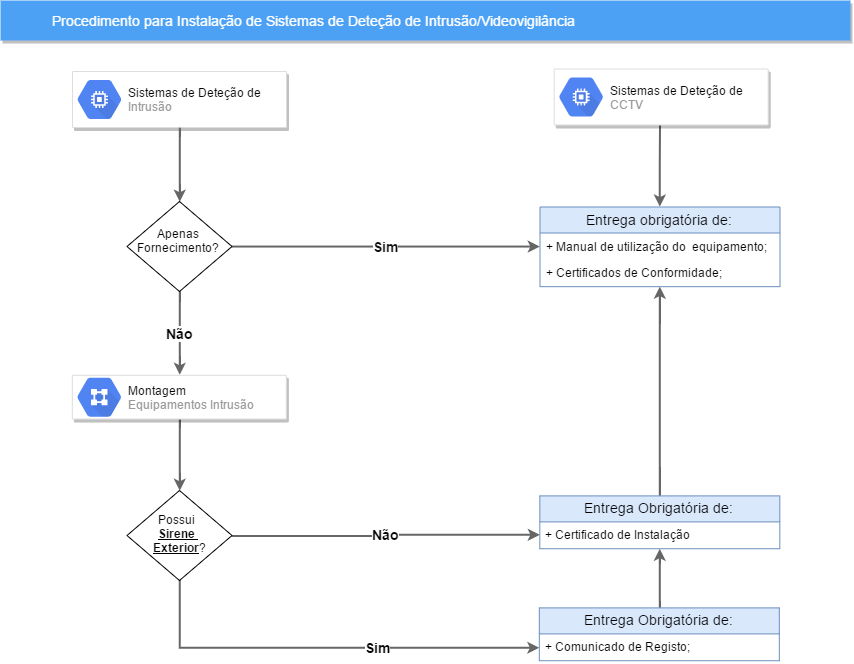 Procedimento para Instalação de Sistemas de Deteção de Intrusão/Videovigilância
Sistemas de Deteção de
Intrusão
Sistemas de Deteção de
CCTV
Apenas
Fornecimento?
Sim
Entrega obrigatória de:
+ Manual de utilização do equipamento;
+ Certificados de Conformidade;
Não
Montagem
Equipamentos Intrusão
Possui
Sirene
Exterior?
Não
Entrega Obrigatória de:
+ Certificado de Instalação
Sim
Entrega Obrigatória de:
+ Comunicado de Registo;